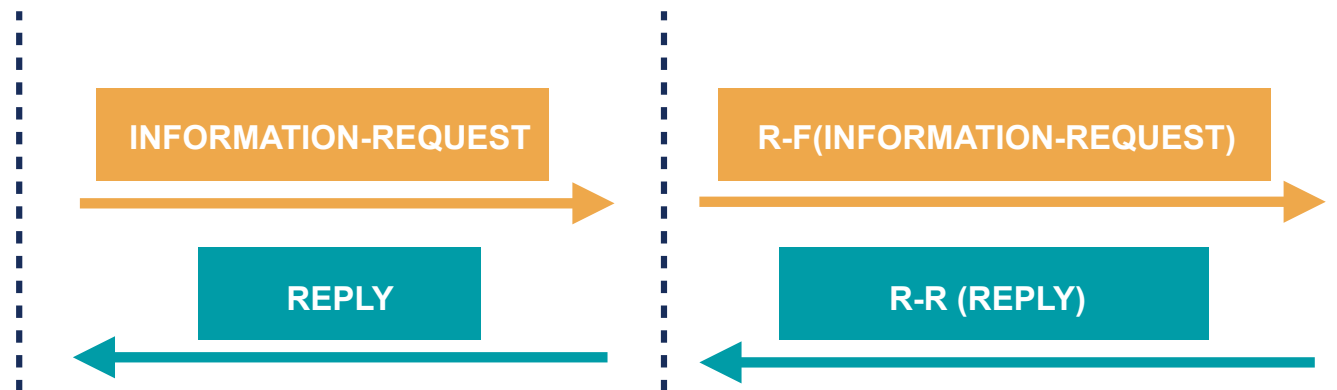 INFORMATION-REQUEST
R-F(INFORMATION-REQUEST)
REPLY
R-R (REPLY)